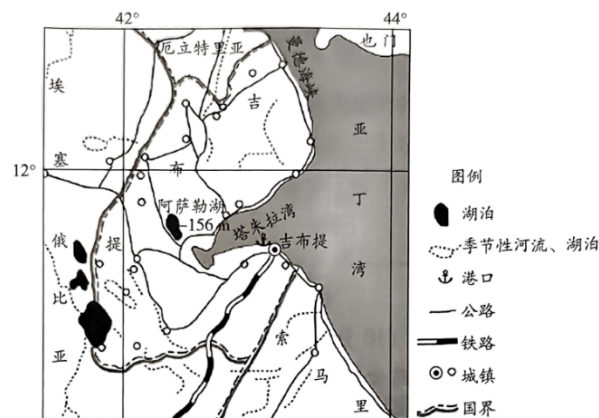 42°
44°
厄立特里亚
曼德海峡
也门
埃塞俄比亚
吉布提
亚丁湾
12°
阿萨勒湖
-156 m
塔朱拉湾
吉布提
索马里
图例
湖泊
季节性河流、湖泊
港口
公路
铁路
城镇
国界